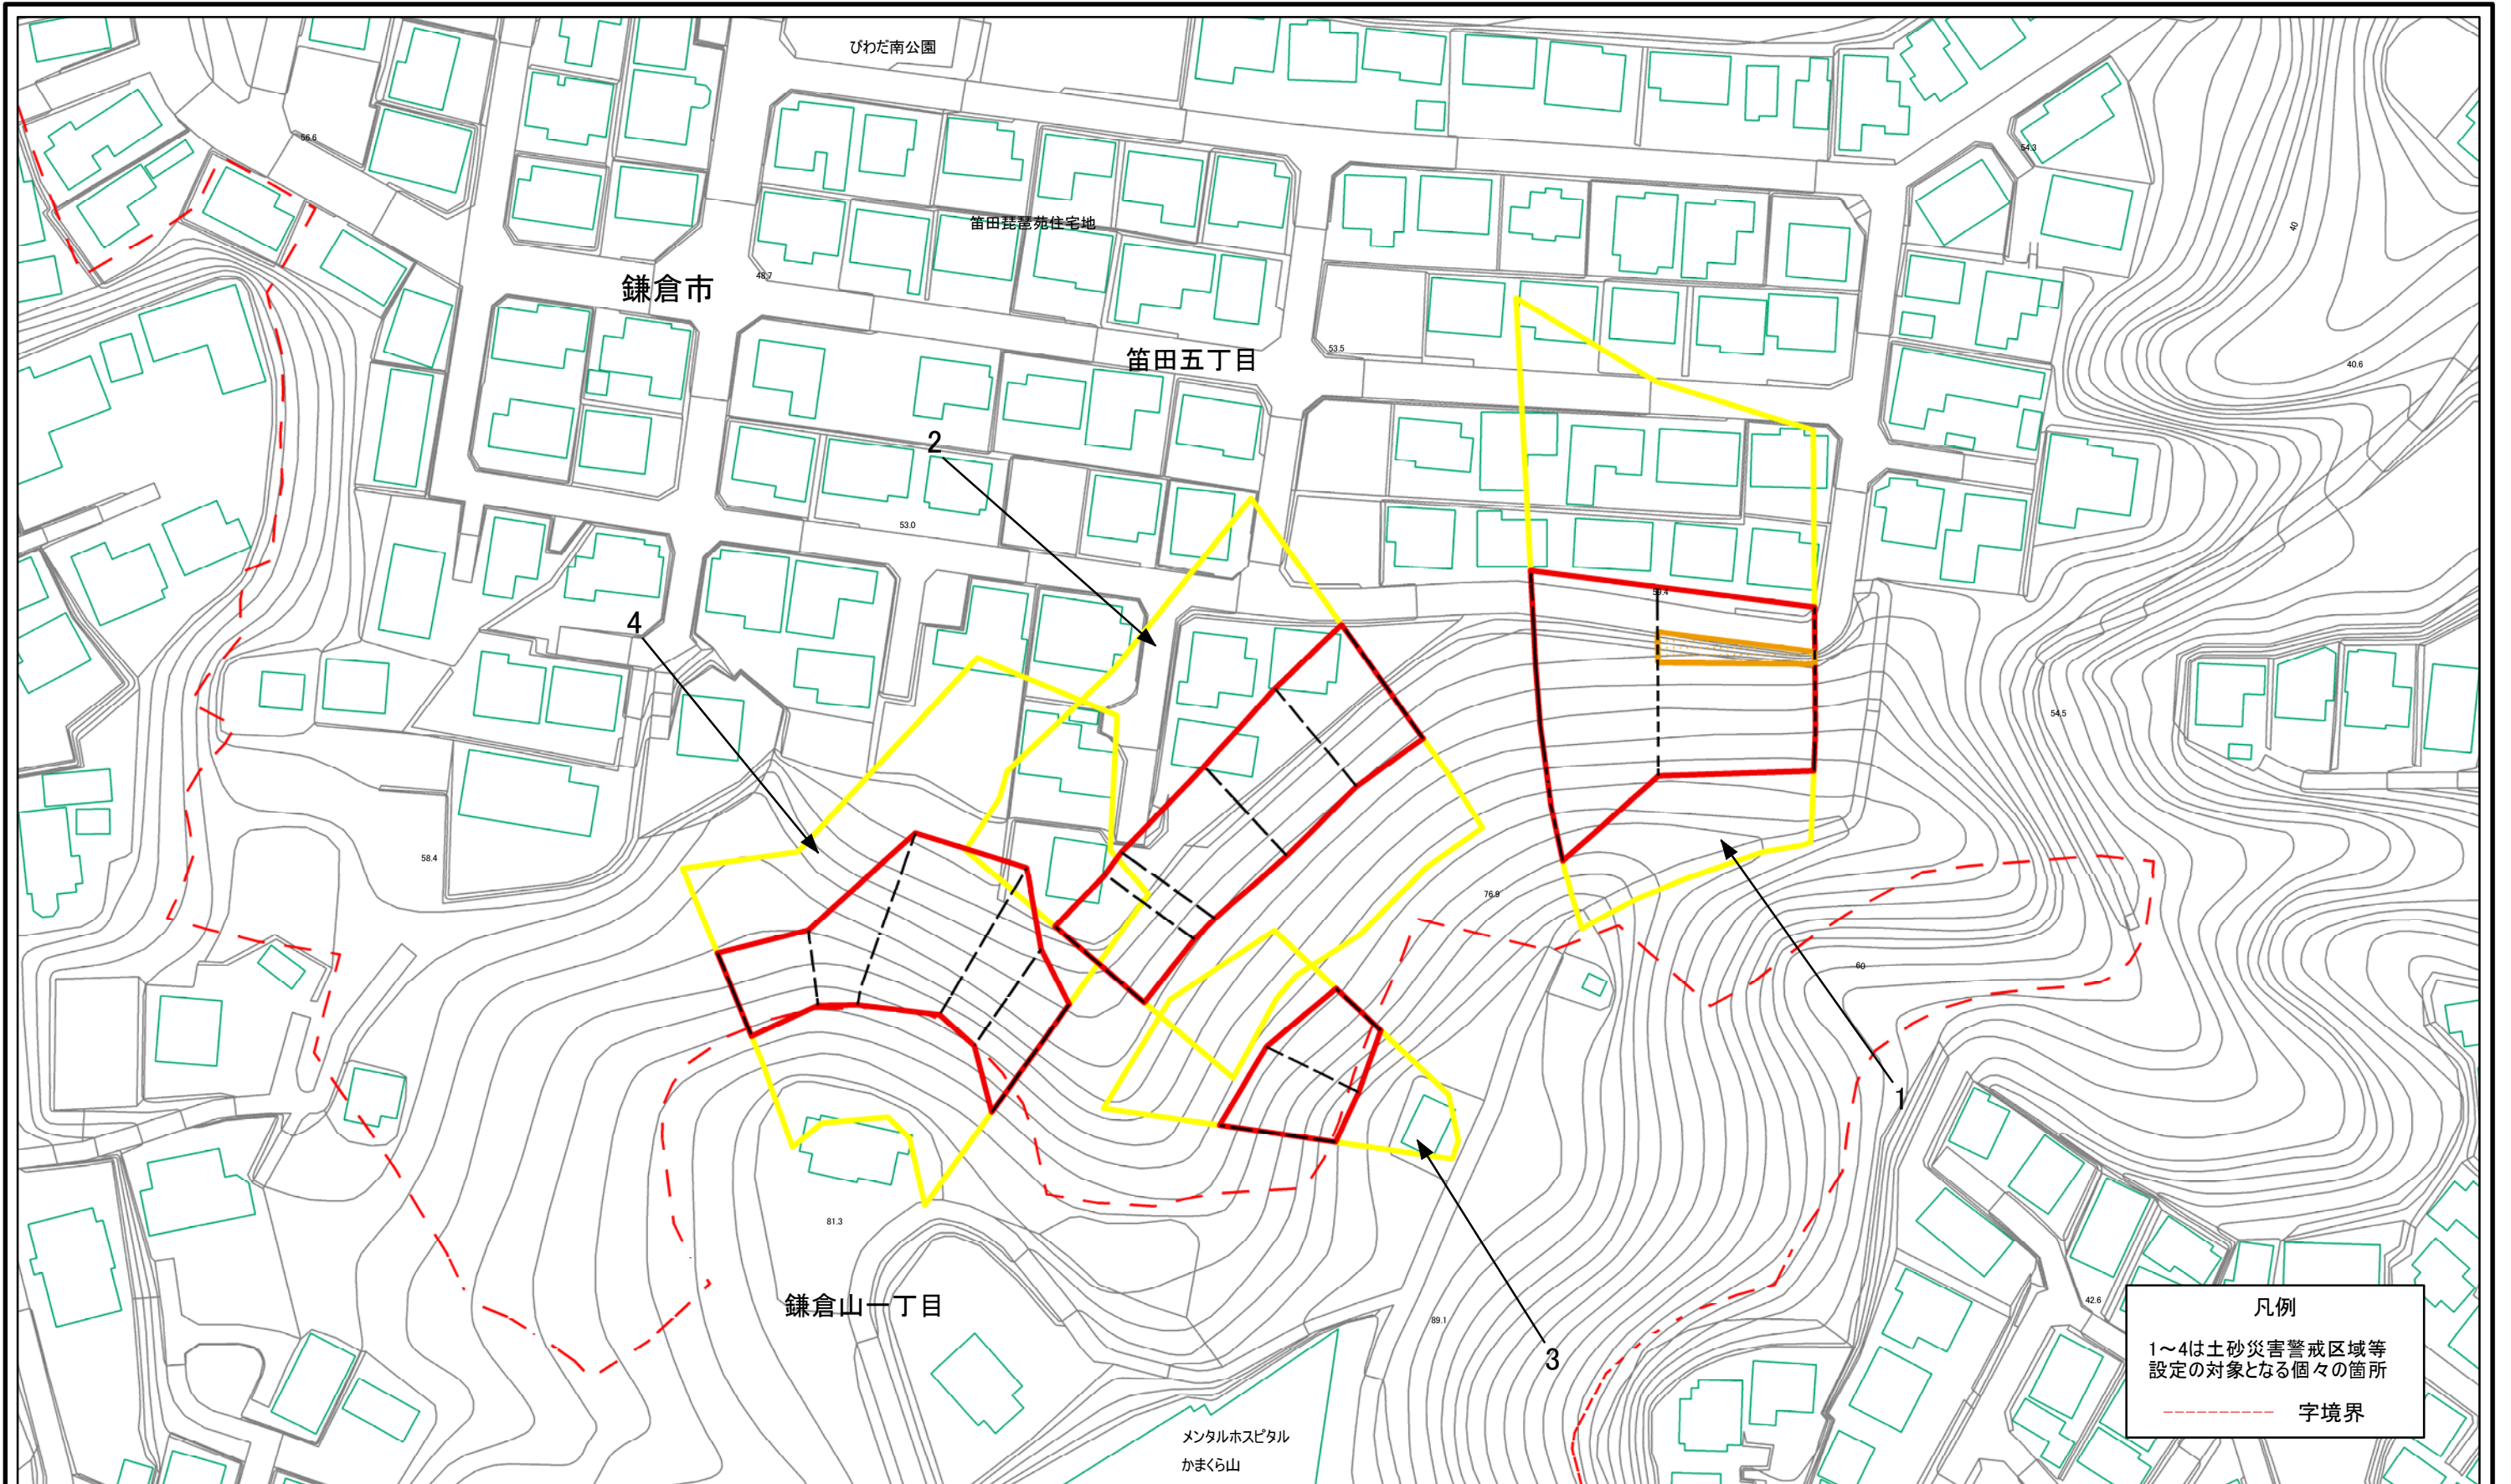 びわだ南公園
56.6
54.3
笛田琵琶苑住宅地
40
48.7
鎌倉市
53.5
笛田五丁目
40.6
2
53.0
59.4
4
54.5
58.4
76.9
60
1
81.3
鎌倉山一丁目
89.1
3
42.6
メンタルホスピタル
かまくら山
凡例
1～4は土砂災害警戒区域等
設定の対象となる個々の箇所
字境界